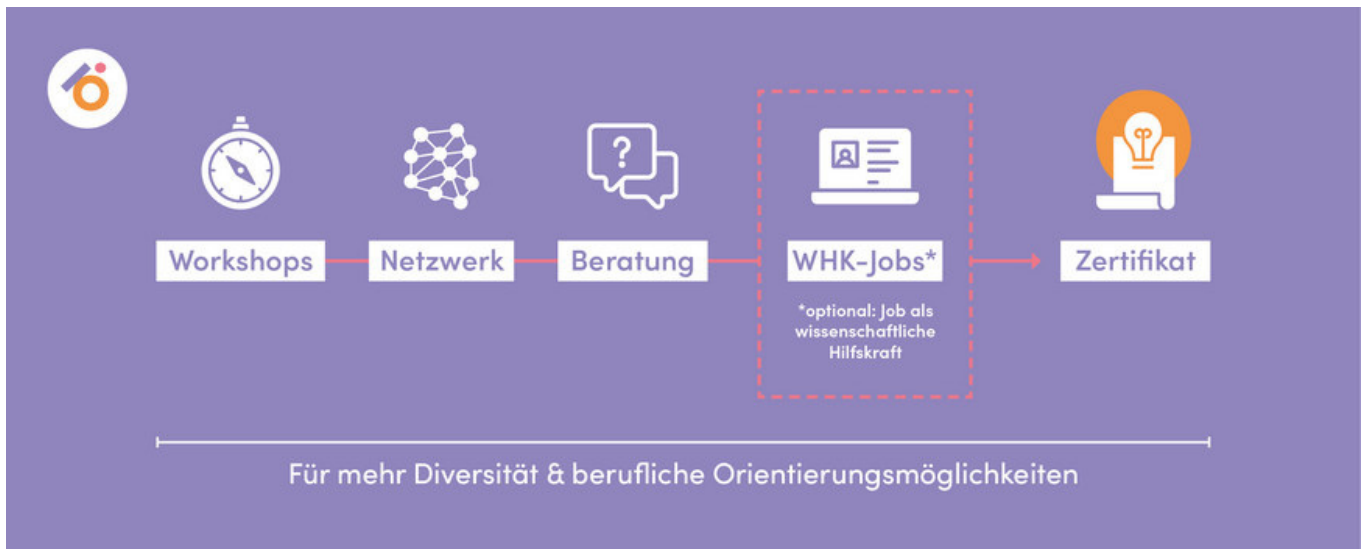 Workshops
Netzwerk
Beratung
WHK-Jobs*
*optional: Job als
wissenschaftliche
Hilfskraft
Zertifikat
Für mehr Diversität & berufliche Orientierungsmöglichkeiten